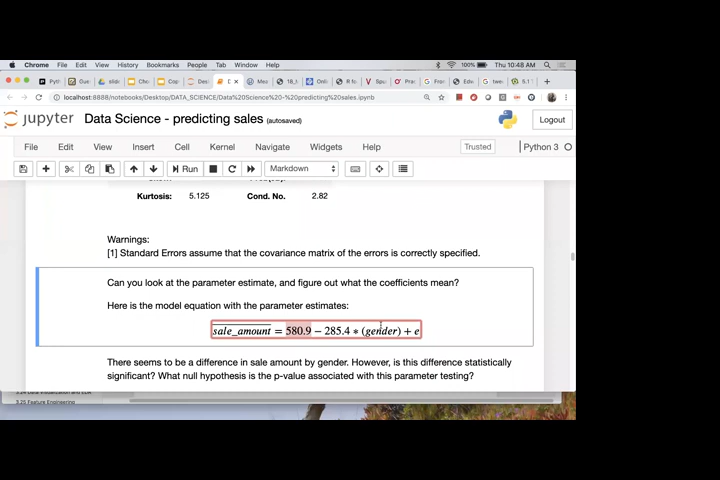 Chrome File Edit View History Bookmarks People Tab Window Help 100% Thu 10:48 AM
localhost:8888/notebooks/Desktop/DATA_SCIENCE/Data%20Science%20-%20predicting%20sales.ipynb
jupyter Data Science - predicting sales (autosaved) Logout
File Edit View Insert Cell Kernel Navigate Widgets Help Trusted Python 3
Run Markdown
Kurtosis: 5.125 Cond. No. 2.82
Warnings:
[1] Standard Errors assume that the covariance matrix of the errors is correctly specified.
Can you look at the parameter estimate, and figure out what the coefficients mean?
Here is the model equation with the parameter estimates:
sale_amount = 580.9 − 285.4 ∗ (gender) + e
There seems to be a difference in sale amount by gender. However, is this difference statistically
significant? What null hypothesis is the p-value associated with this parameter testing?
3.25 Feature Engineering